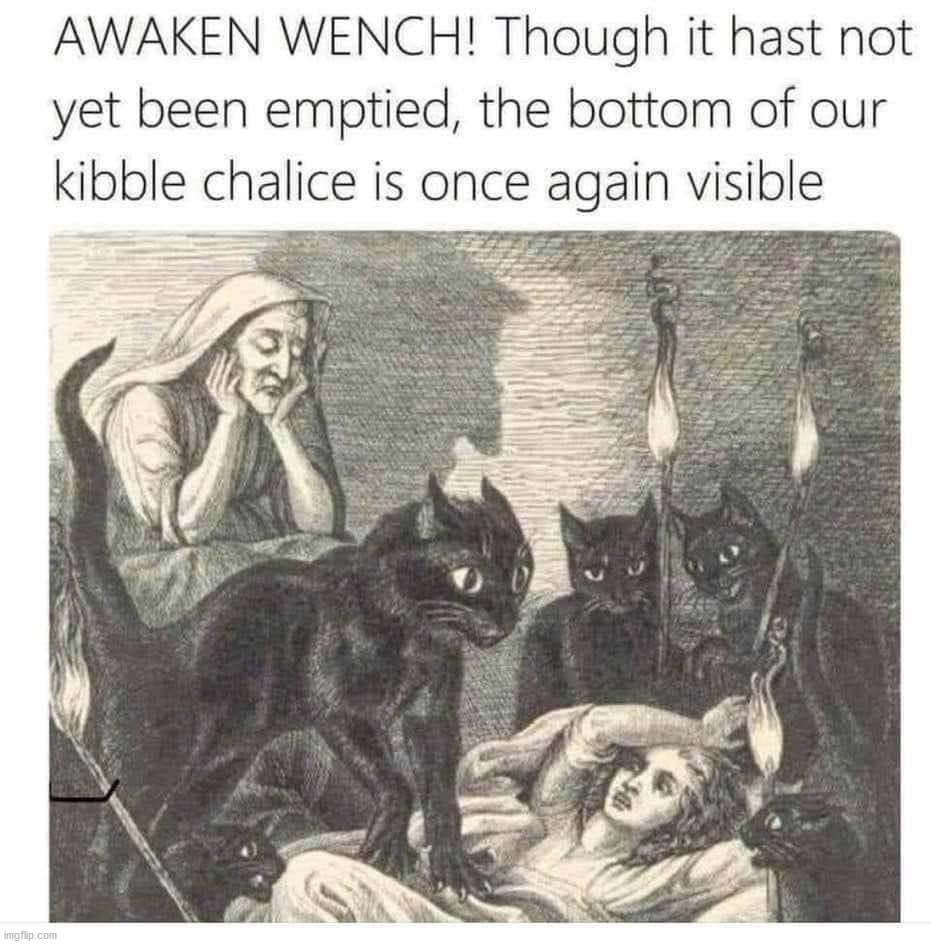 AWAKEN WENCH! Though it hast not
yet been emptied, the bottom of our
kibble chalice is once again visible
imgflip.com